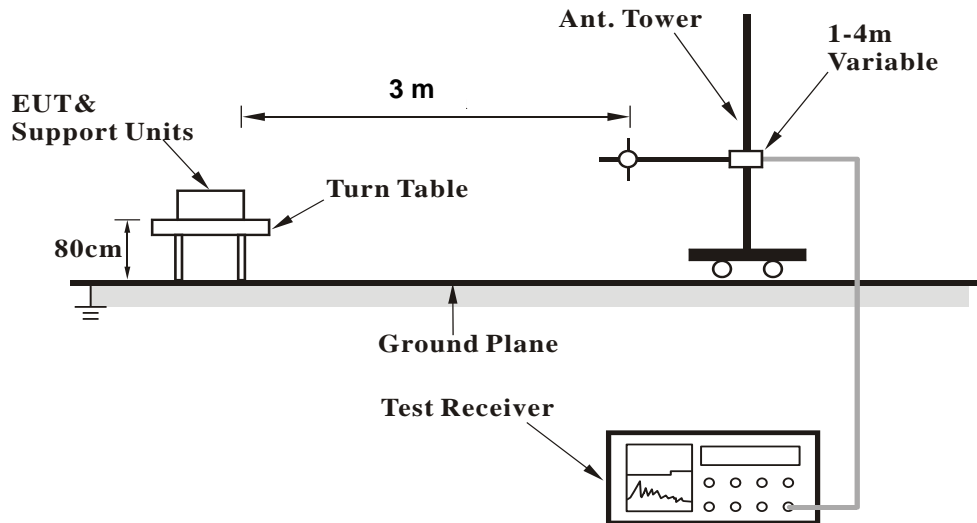 Ant. Tower
1-4m
Variable
3 m
EUT&
Support Units
Turn Table
80cm
Ground Plane
Test Receiver